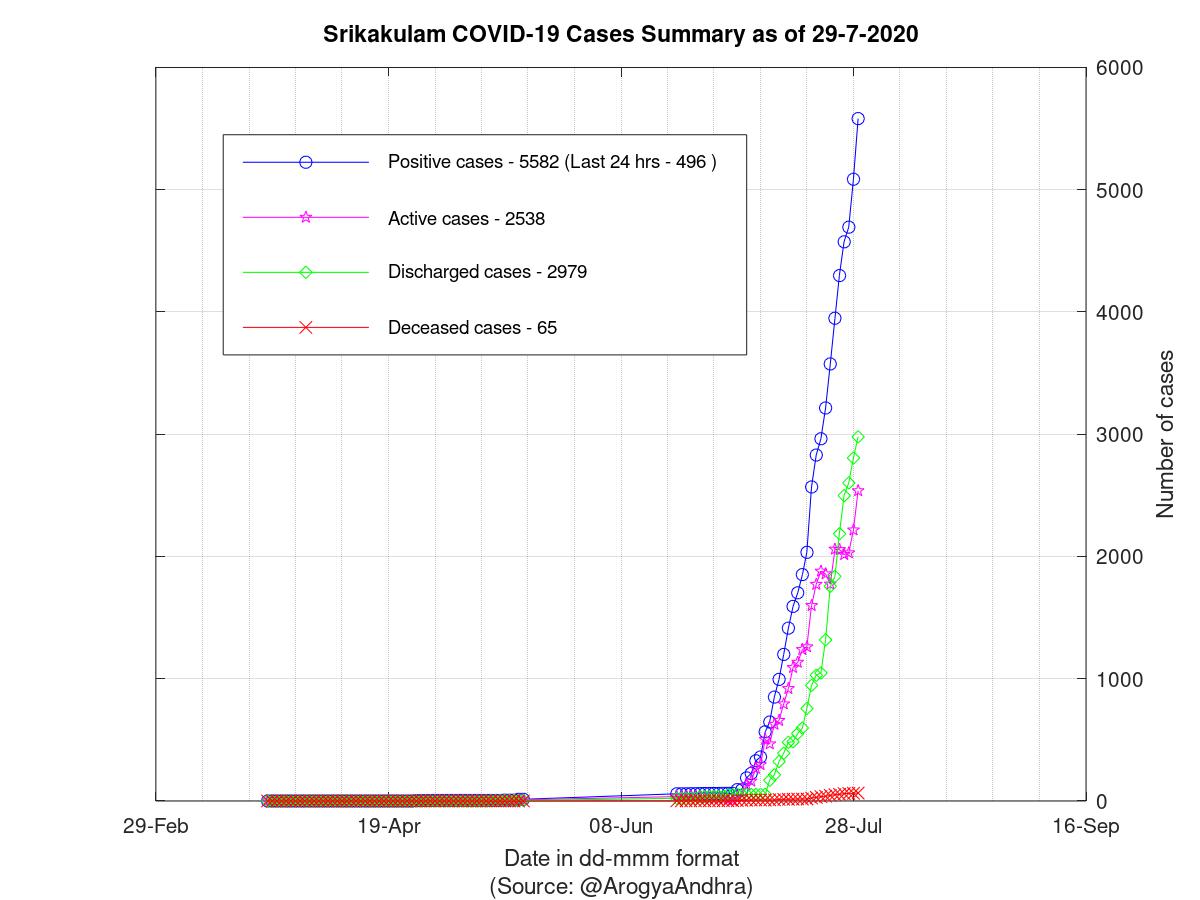 Srikakulam COVID-19 Cases Summary as of 29-7-2020
Positive cases - 5582 (Last 24 hrs - 496 )
Active cases - 2538
Discharged cases - 2979
Deceased cases - 65
6000
5000
4000
3000
2000
1000
0
Number of cases
29-Feb
19-Apr
08-Jun
28-Jul
16-Sep
Date in dd-mmm format
(Source: @ArogyaAndhra)